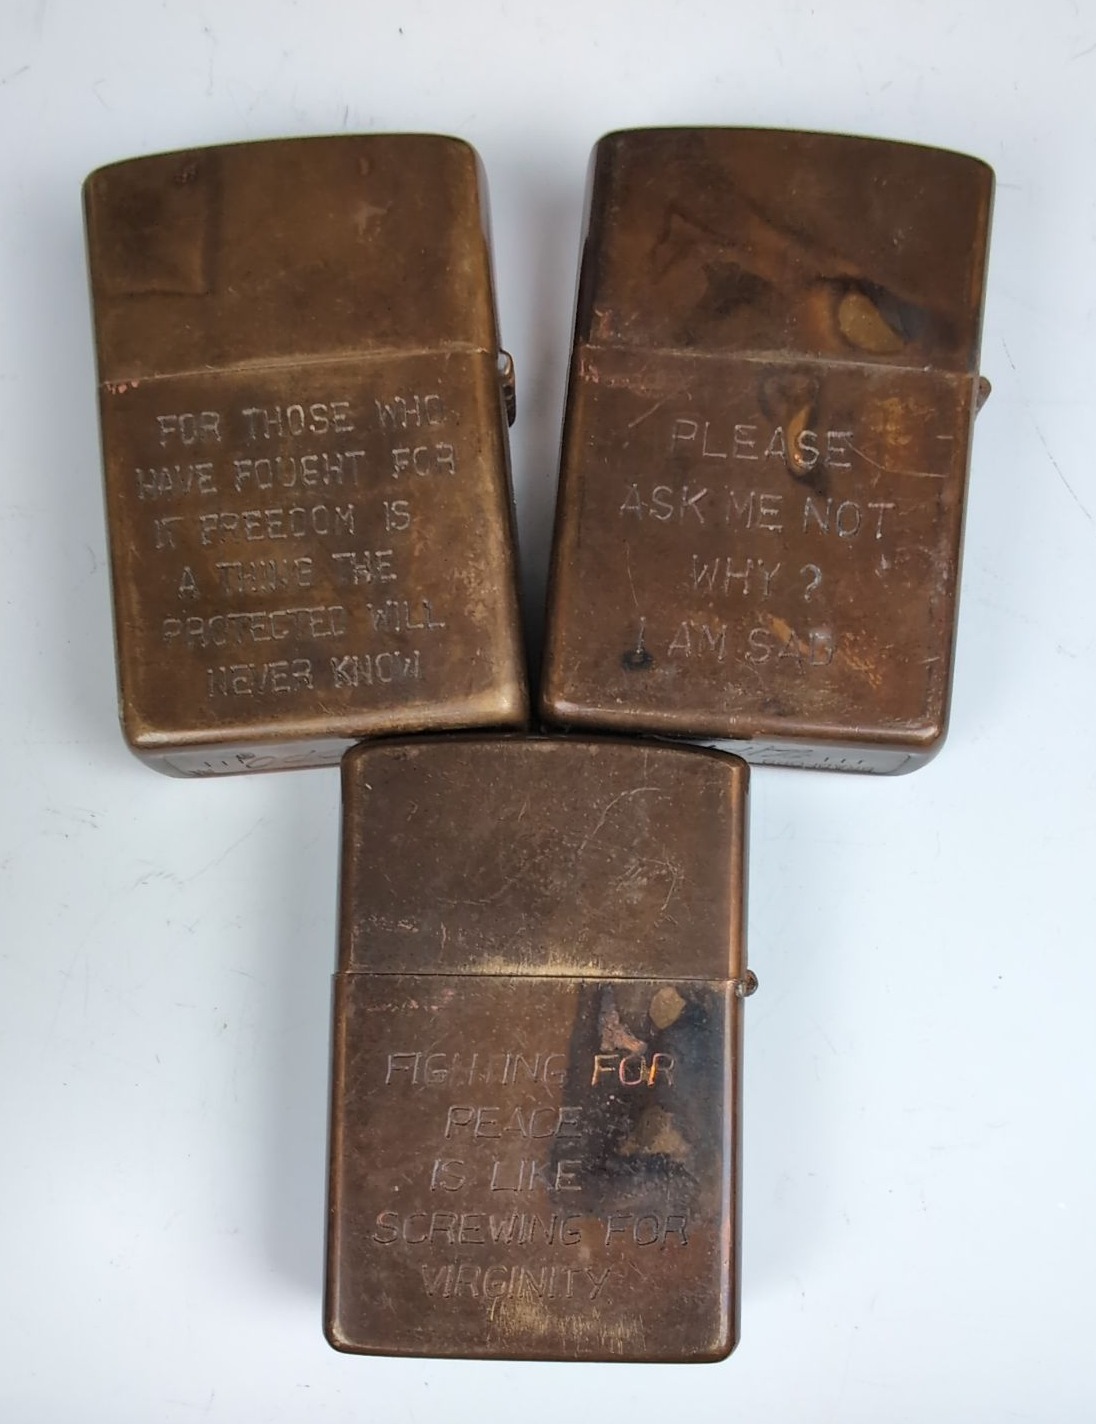 FOR THOSE WHO
HAVE FOUGHT FOR
IT FREEDOM IS
A THING THE
PROTECTED WILL
NEVER KNOW
PLEASE
ASK ME NOT
WHY ?
I AM SAD
FIGHTING FOR
PEACE
IS LIKE
SCREWING FOR
VIRGINITY